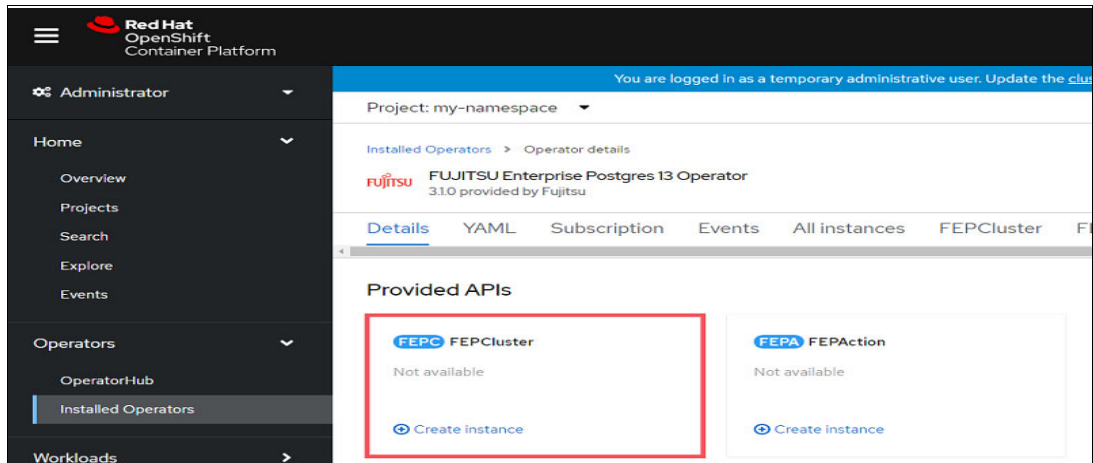 Red Hat
OpenShift
Container Platform
Administrator
Home
Overview
Projects
Search
Explore
Events
Operators
OperatorHub
Installed Operators
Workloads
You are logged in as a temporary administrative user. Update the
Project: my-namespace
Installed Operators > Operator details
FUJITSU
FUJITSU Enterprise Postgres 13 Operator
3.1.0 provided by Fujitsu
Details YAML Subscription Events All instances FEPCluster
Provided APIs
FEPC FEPCluster
Not available
Create instance
FEPA FEPAction
Not available
Create instance